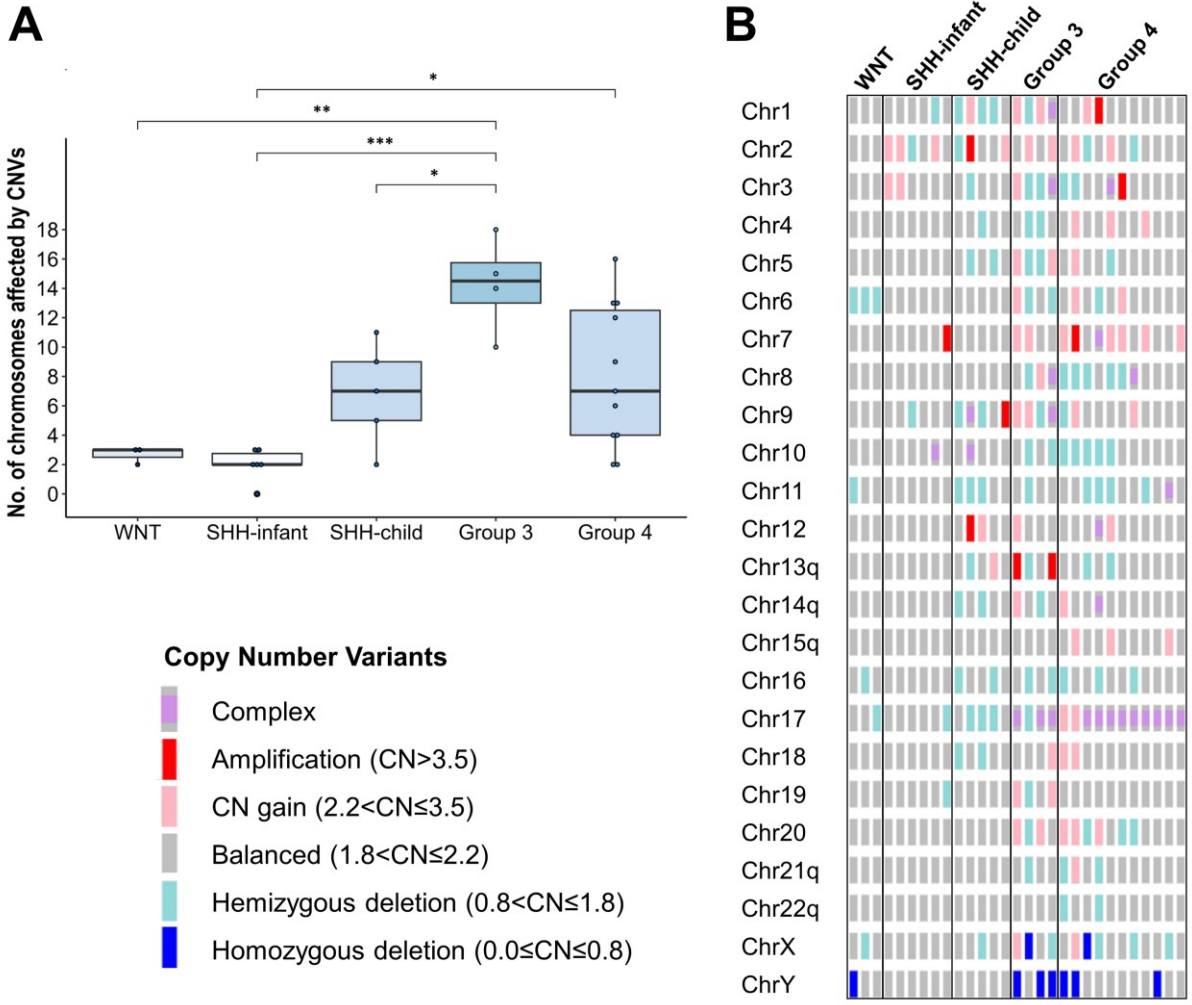 A
B
WNT
SHH-infant
SHH-child
Group 3
Group 4
*
**
***
*
No. of chromosomes affected by CNVs
18
16
14
12
10
8
6
4
2
0
WNT
SHH-infant
SHH-child
Group 3
Group 4
Copy Number Variants
Complex
Amplification (CN>3.5)
CN gain (2.2<CN≤3.5)
Balanced (1.8<CN≤2.2)
Hemizygous deletion (0.8<CN≤1.8)
Homozygous deletion (0.0≤CN≤0.8)
Chr1
Chr2
Chr3
Chr4
Chr5
Chr6
Chr7
Chr8
Chr9
Chr10
Chr11
Chr12
Chr13q
Chr14q
Chr15q
Chr16
Chr17
Chr18
Chr19
Chr20
Chr21q
Chr22q
ChrX
ChrY